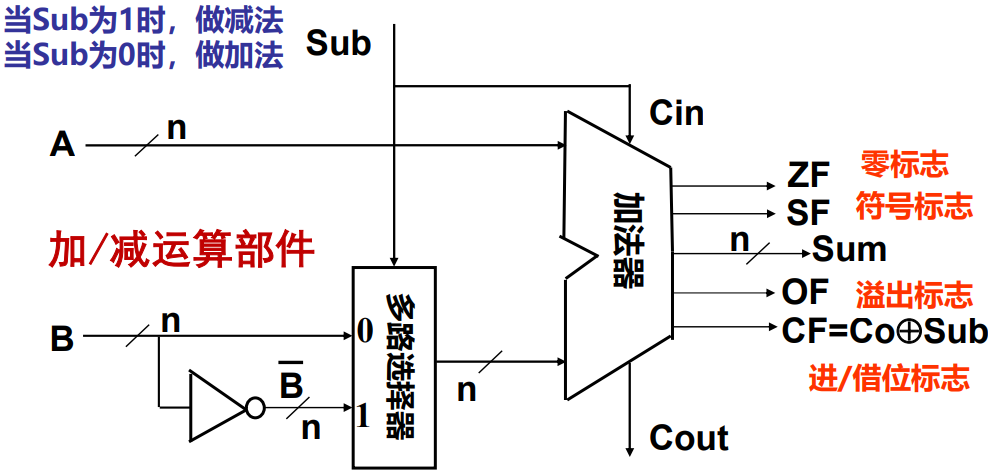 当Sub为1时，做减法
当Sub为0时，做加法
Sub
Cin
A
n
ZF 零标志
SF 符号标志
加法器
n
Sum
加/减运算部件
OF 溢出标志
B
n
0
多路选择器
CF=Co⊕Sub
进/借位标志
B̅
n
1
n
Cout